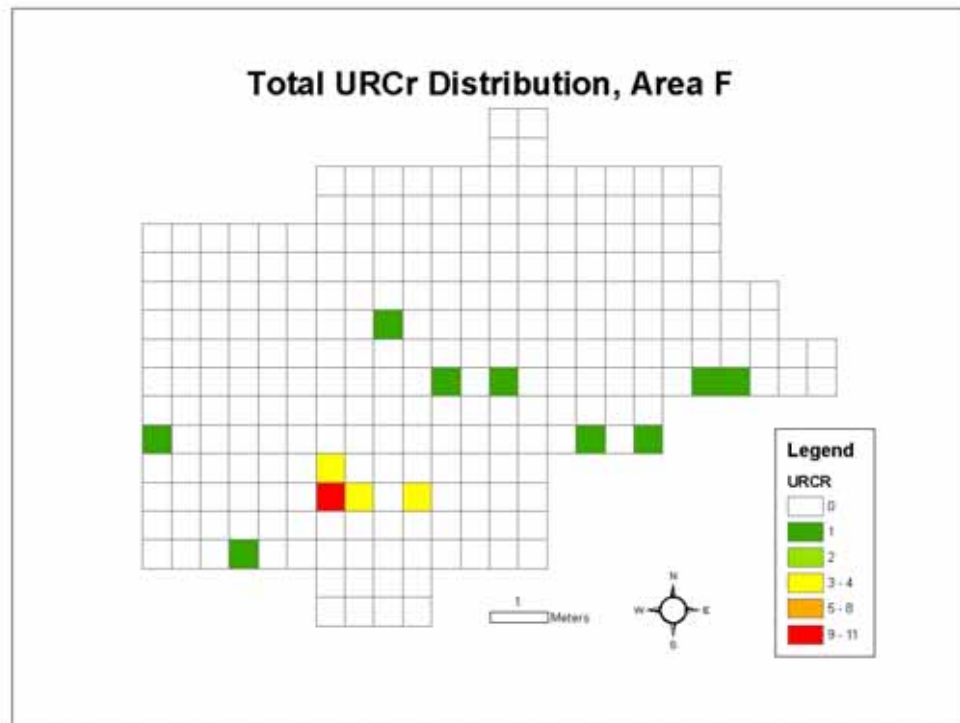 Total URCr Distribution, Area F
Legend
URCR
0
1
2
3 - 4
5 - 8
9 - 11
1
Meters
N
W
E
S